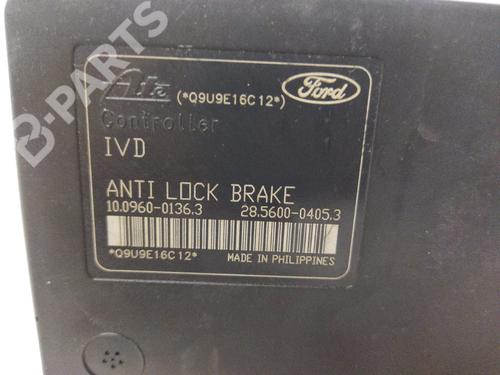 B-PARTS
Ate
(*Q9U9E16C12*)
Ford
Controller
IVD
ANTI LOCK BRAKE
10.0960-0136.3
28.5600-0405.3
*Q9U9E16C12*
MADE IN PHILIPPINES